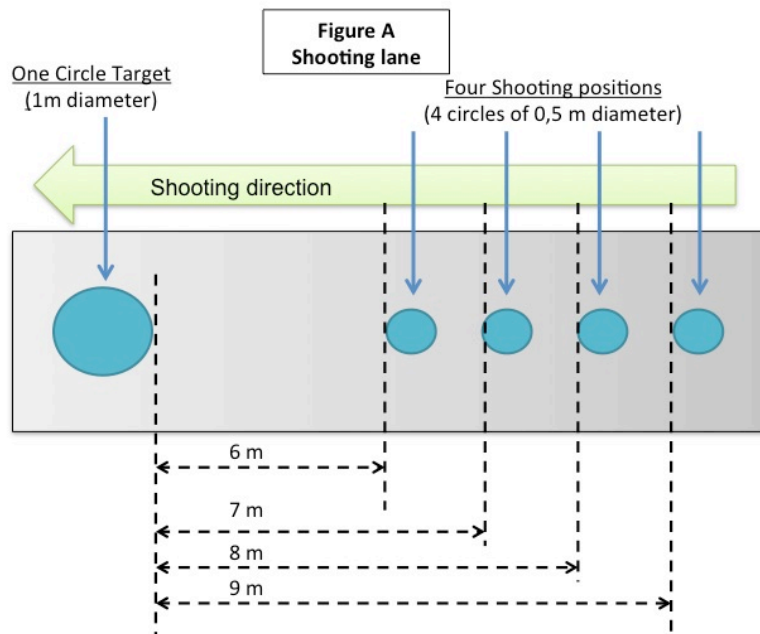 Figure A
Shooting lane
One Circle Target
(1m diameter)
Four Shooting positions
(4 circles of 0,5 m diameter)
Shooting direction
6 m
7 m
8 m
9 m